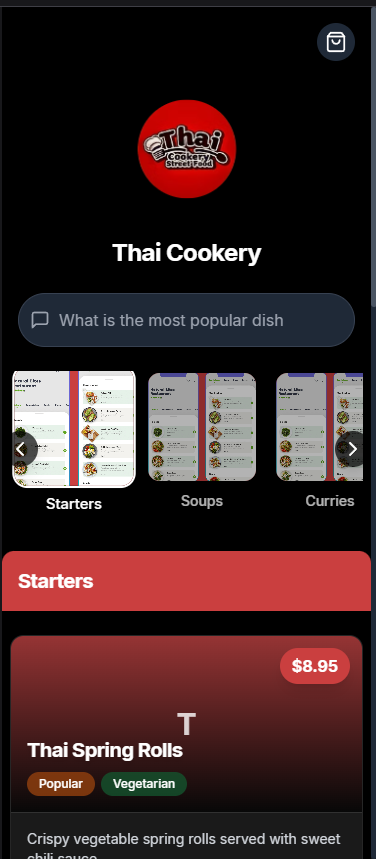 Thai
Cookery
Street Food
Thai Cookery
What is the most popular dish
Starters
Soups
Curries
Starters
$8.95
T
Thai Spring Rolls
Popular
Vegetarian
Crispy vegetable spring rolls served with sweet
chili sauce